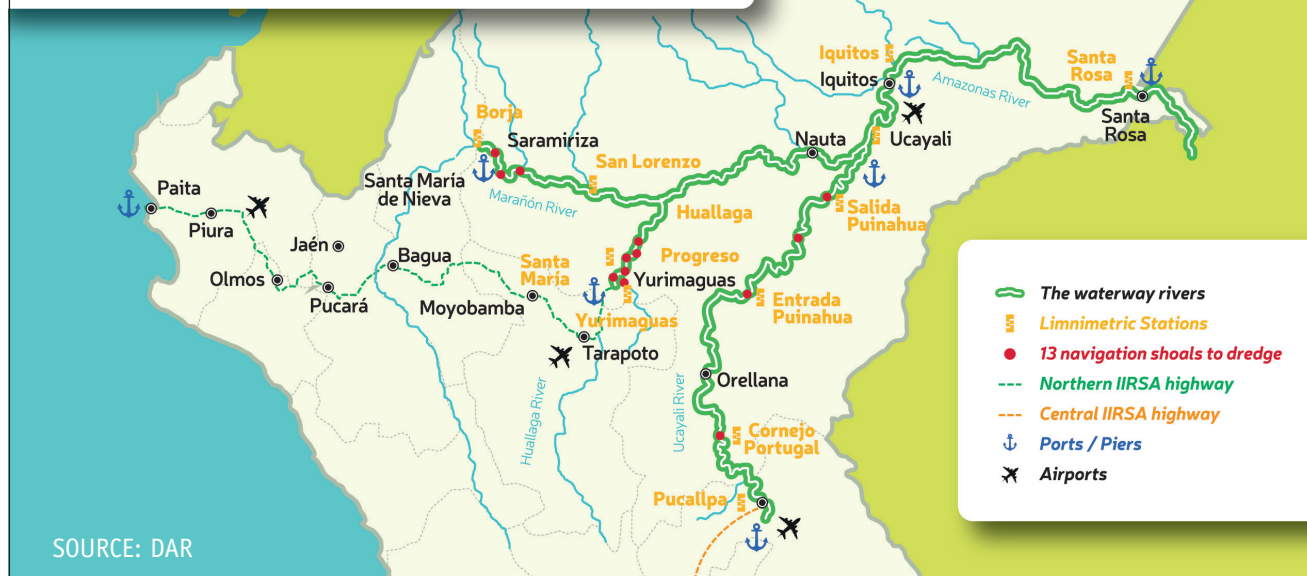 Iquitos
Iquitos
Amazonas River
Santa
Rosa
Santa
Rosa
Borja
Saramiriza
Nauta
Ucayali
San Lorenzo
Santa María
de Nieva
Marañón River
Paita
Piura
Huallaga
Salida
Puinahua
Jaén
Bagua
Santa
María
Progreso
Yurimaguas
Olmos
Pucará
Moyobamba
Yurimaguas
Entrada
Puinahua
Tarapoto
Orellana
Huallaga River
Ucayali River
Cornejo
Portugal
Pucallpa
The waterway rivers
Limnimetric Stations
13 navigation shoals to dredge
Northern IIRSA highway
Central IIRSA highway
Ports / Piers
Airports
SOURCE: DAR